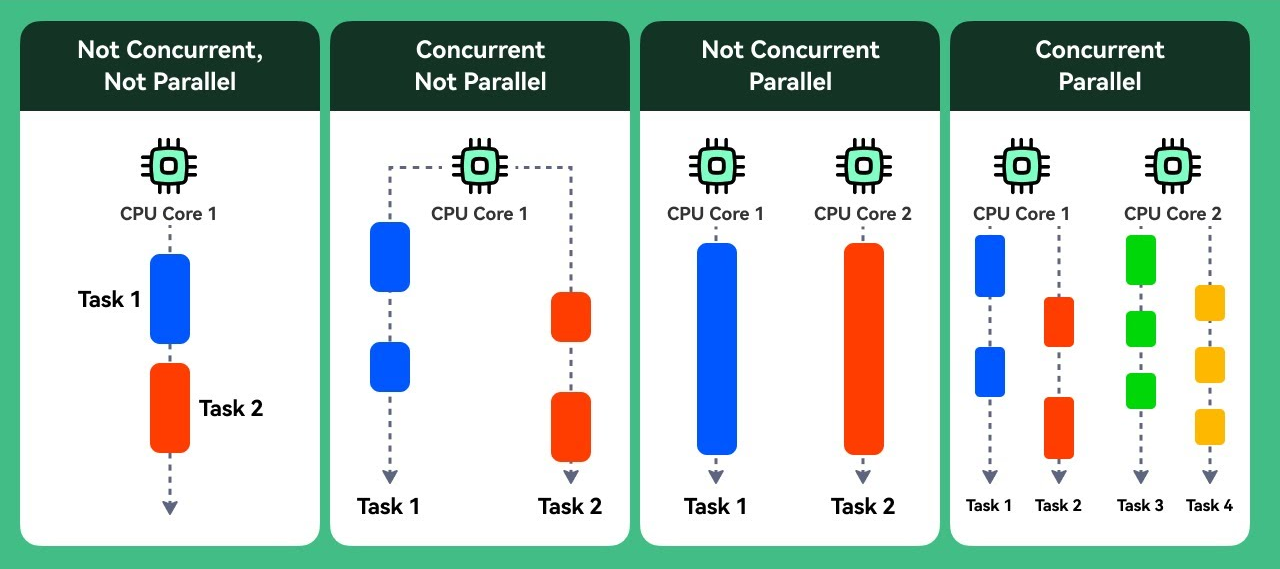 Not Concurrent,
Not Parallel
CPU Core 1
Task 1
Task 2
Concurrent
Not Parallel
CPU Core 1
Task 1
Task 2
Not Concurrent
Parallel
CPU Core 1
CPU Core 2
Task 1
Task 2
Concurrent
Parallel
CPU Core 1
CPU Core 2
Task 1
Task 2
Task 3
Task 4